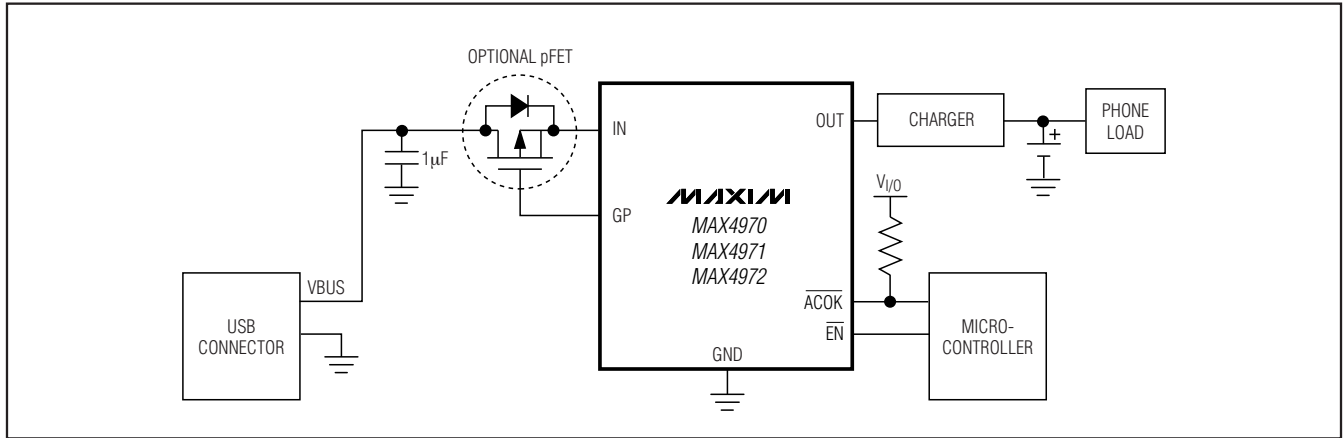 OPTIONAL pFET
1µF
IN
GP
OUT
MAXIM
MAX4970
MAX4971
MAX4972
ACOK
EN
GND
CHARGER
+
PHONE
LOAD
VI/O
MICRO-
CONTROLLER
VBUS
USB
CONNECTOR